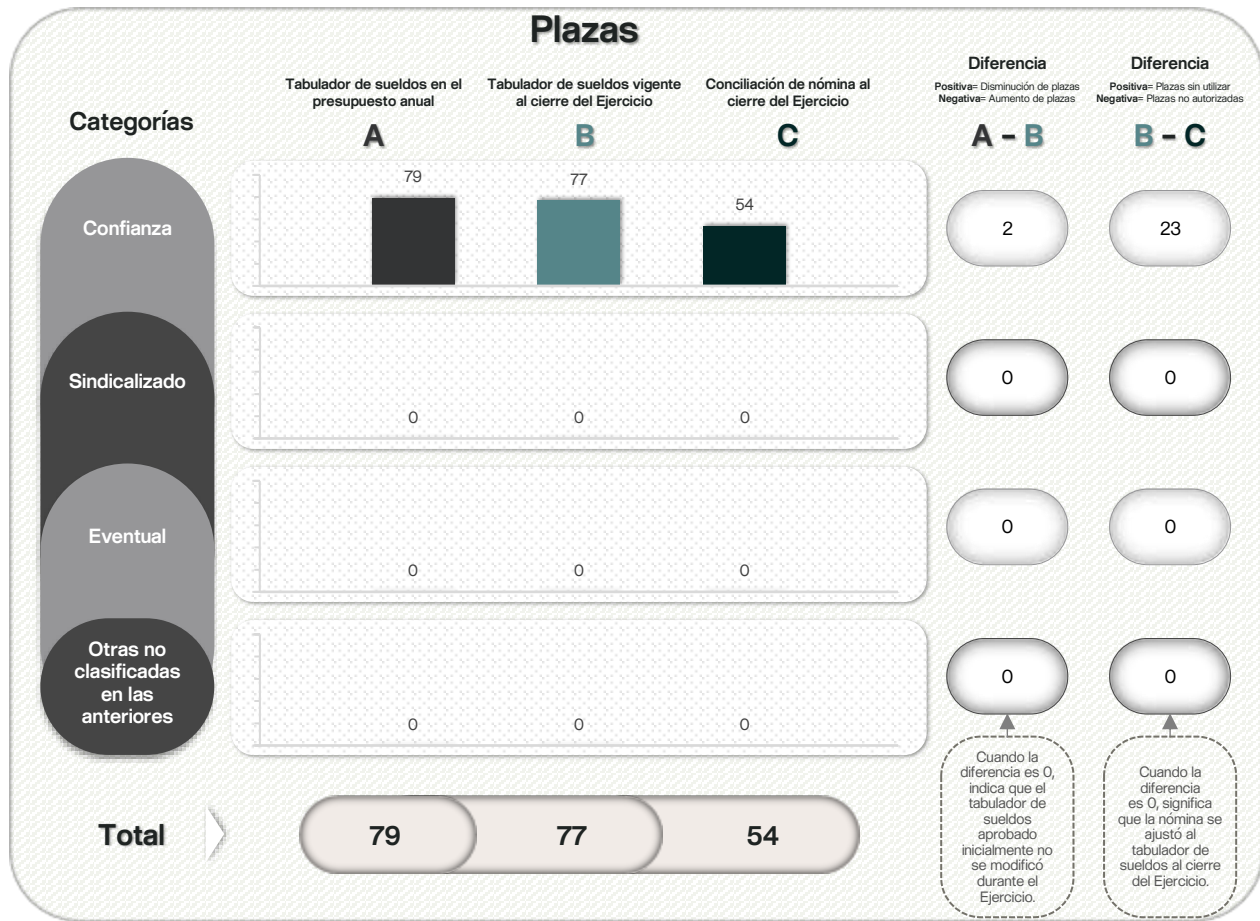 Plazas
Categorías
Tabulador de sueldos en el
presupuesto anual
A
Tabulador de sueldos vigente
al cierre del Ejercicio
B
Conciliación de nómina al
cierre del Ejercicio
C
Diferencia
Positiva= Disminución de plazas
Negativa= Aumento de plazas
A - B
Diferencia
Positiva= Plazas sin utilizar
Negativa= Plazas no autorizadas
B - C
Confianza
79
77
54
2
23
Sindicalizado
0
0
0
0
0
Eventual
0
0
0
0
0
Otras no
clasificadas
en las
anteriores
0
0
0
0
0
Total
79
77
54
Cuando la
diferencia es 0,
indica que el
tabulador de
sueldos
aprobado
inicialmente no
se modificó
durante el
Ejercicio.
Cuando la
diferencia
es 0, significa
que la nómina se
ajustó al
tabulador de
sueldos al cierre
del Ejercicio.